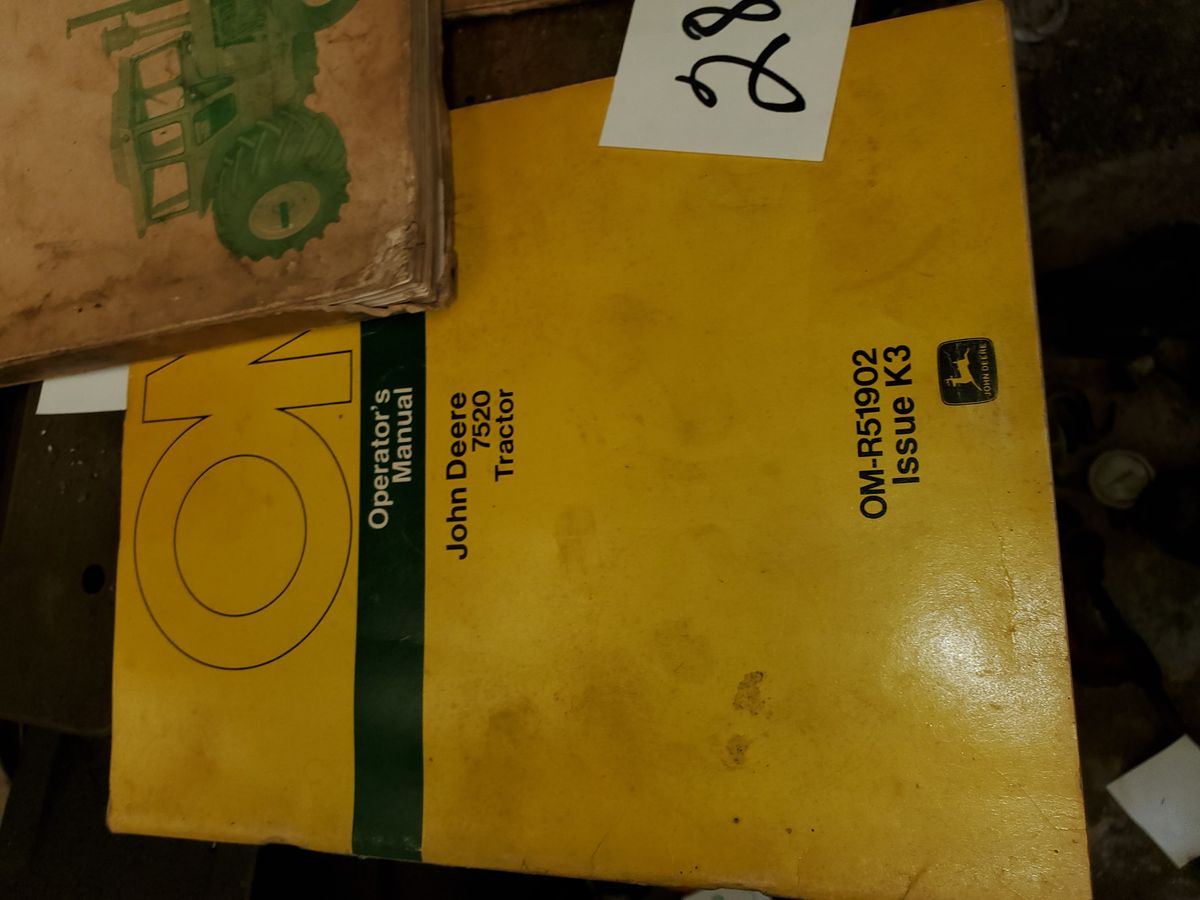 28
OM
Operator's
Manual
John Deere
7520
Tractor
OM-R51902
Issue K3
JOHN DEERE